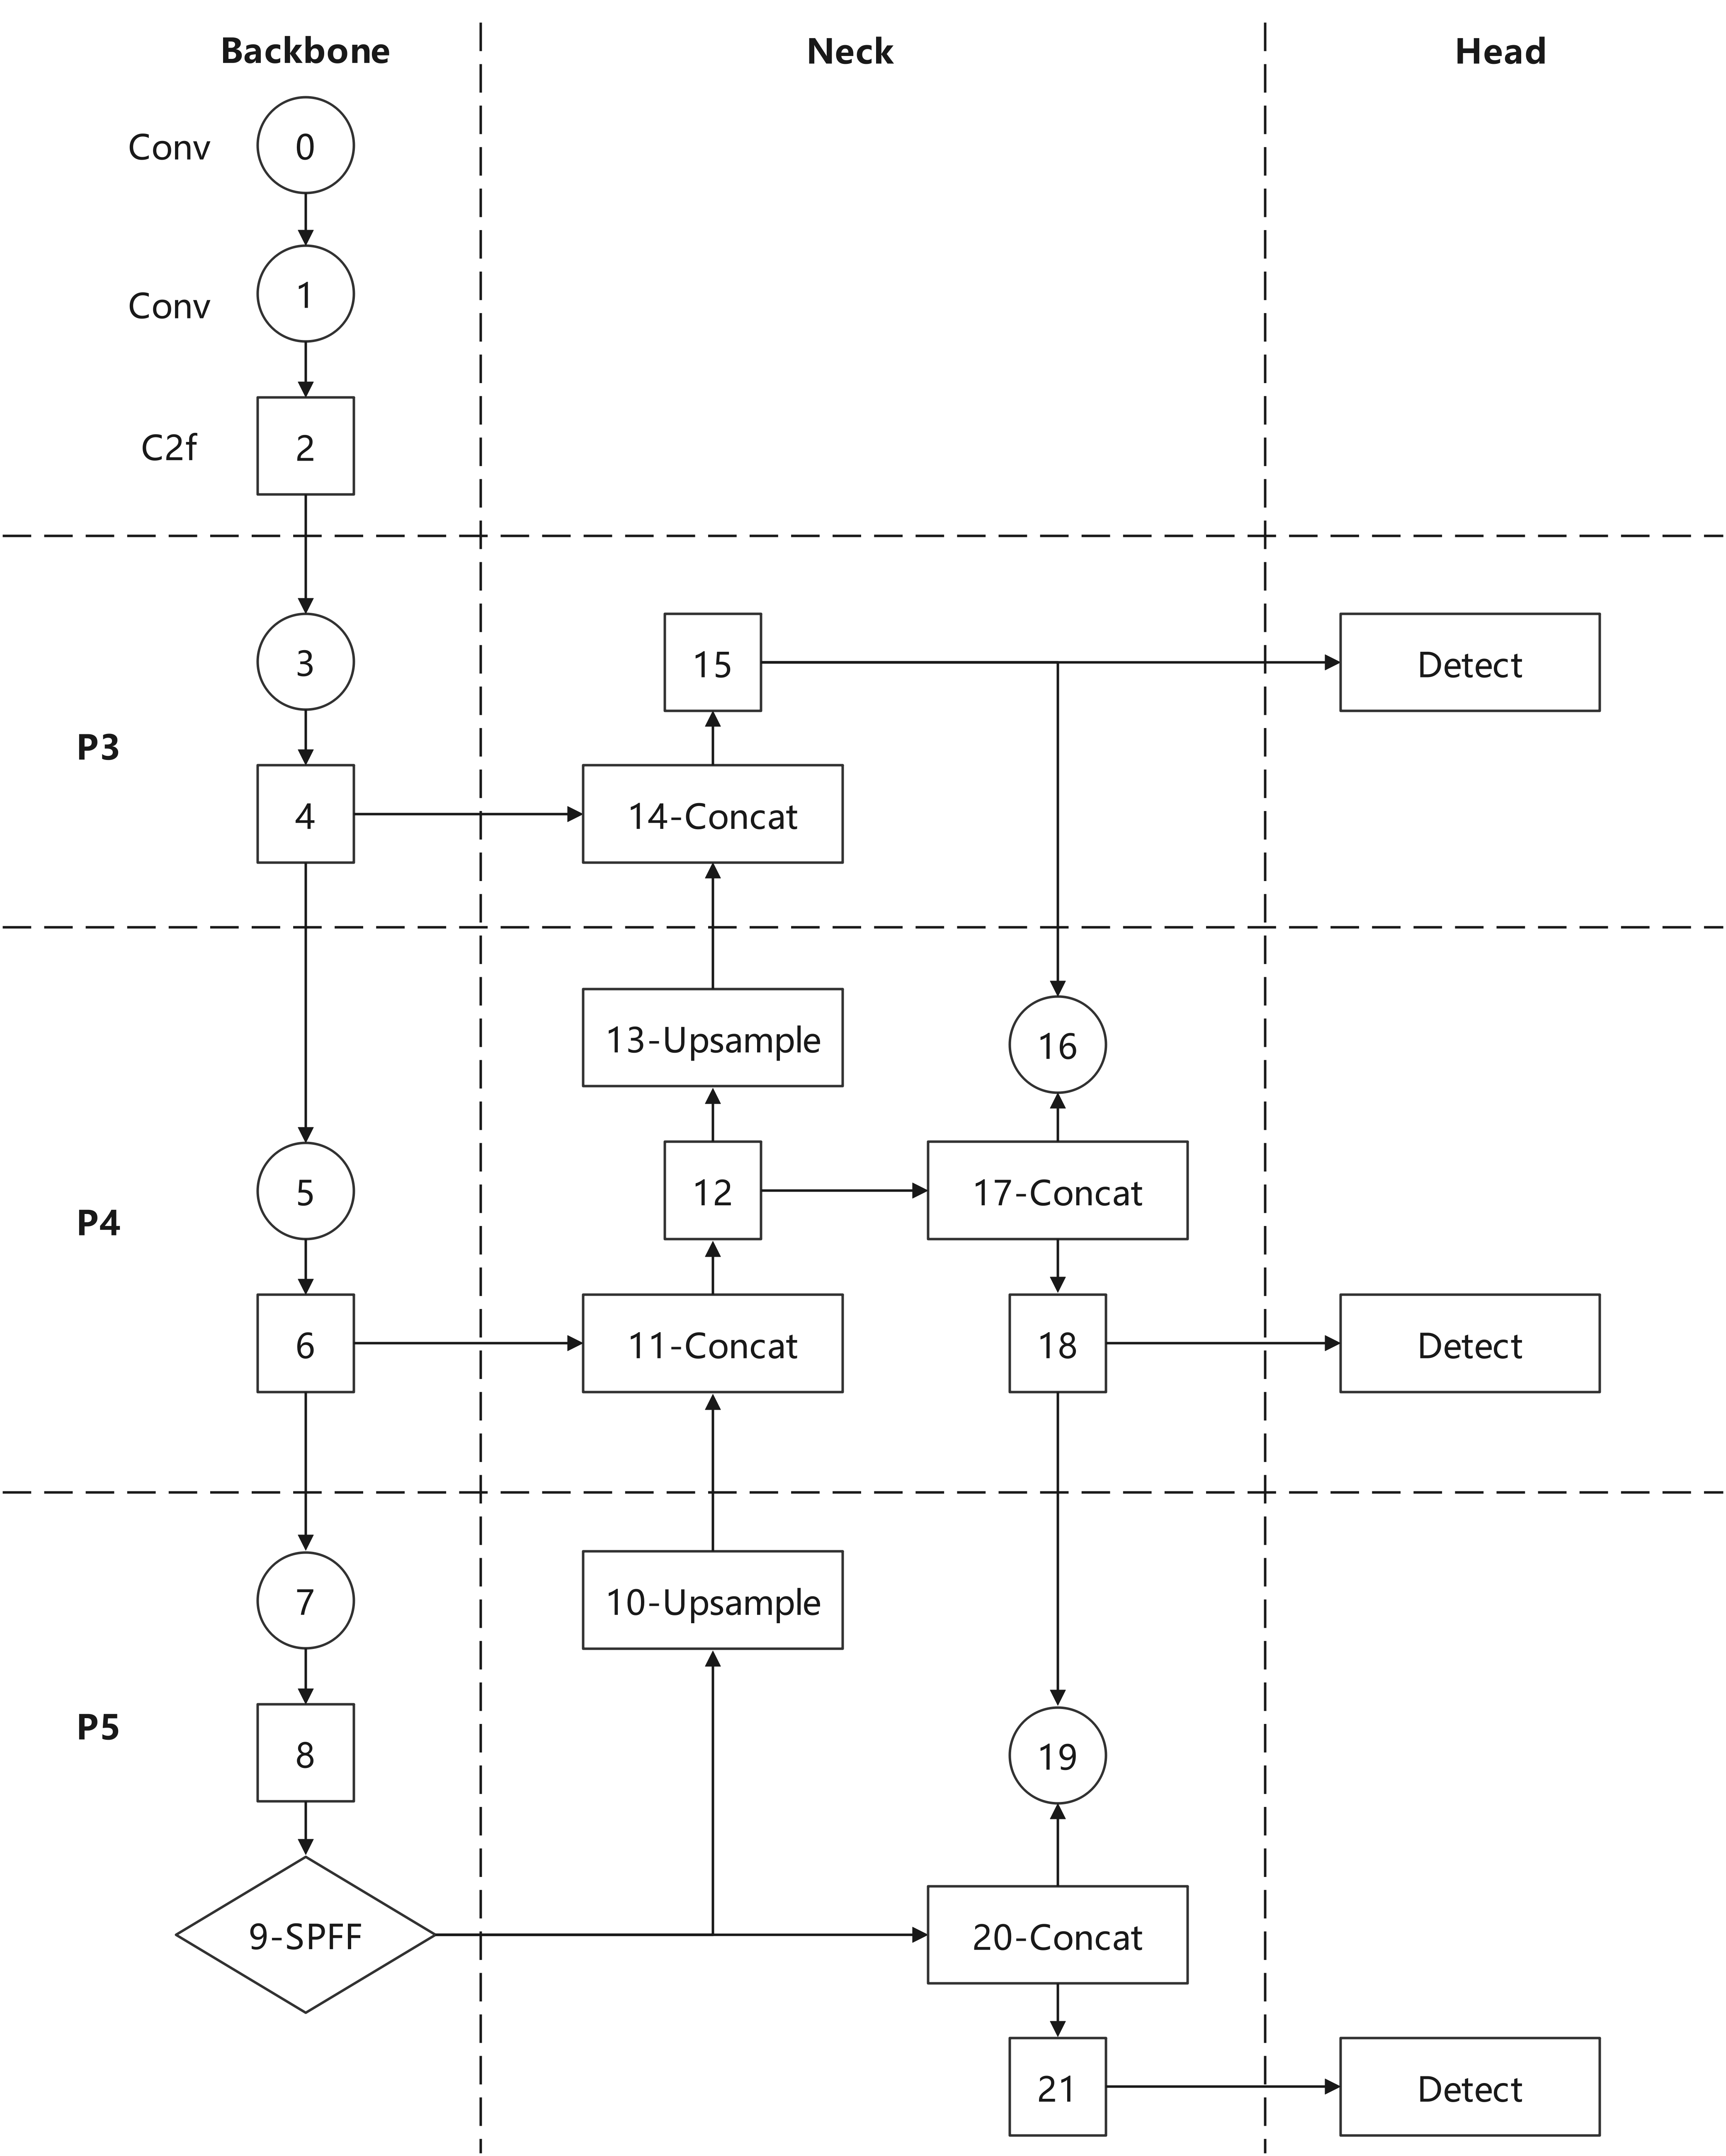 Backbone
Neck
Head
Conv
0
Conv
1
C2f
2
3
15
Detect
P3
4
14-Concat
13-Upsample
16
5
12
17-Concat
P4
6
11-Concat
18
Detect
7
10-Upsample
P5
8
19
9-SPFF
20-Concat
21
Detect